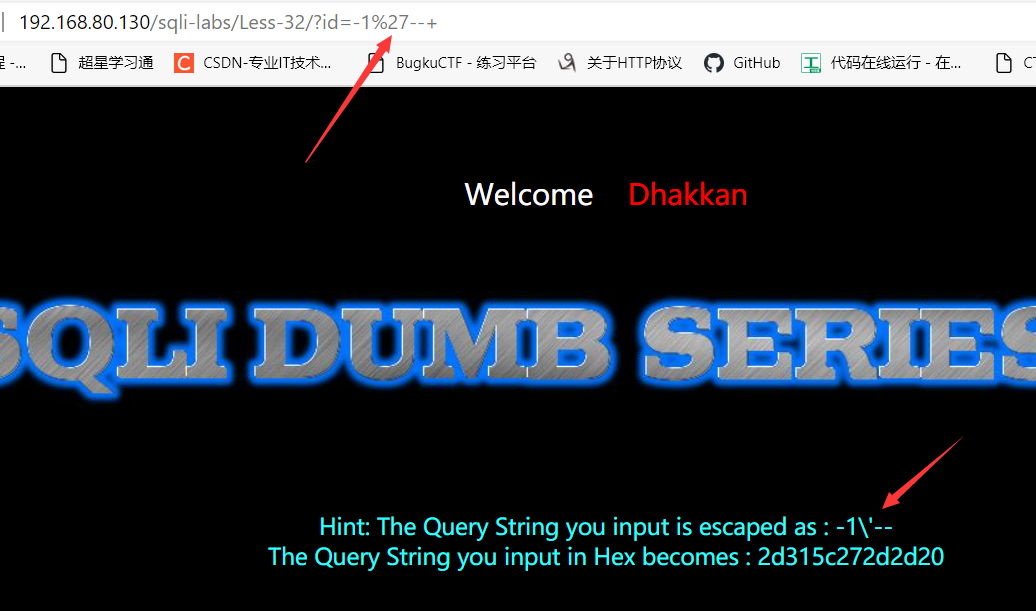 192.168.80.130/sqli-labs/Less-32/?id=-1%27--+
程 -... 超星学习通 CSDN-专业IT技术... BugkuCTF - 练习平台 关于HTTP协议 GitHub 代码在线运行 - 在... CT
Welcome Dhakkan
SQLI DUMB SERIES
Hint: The Query String you input is escaped as : -1\'--
The Query String you input in Hex becomes : 2d315c272d2d20